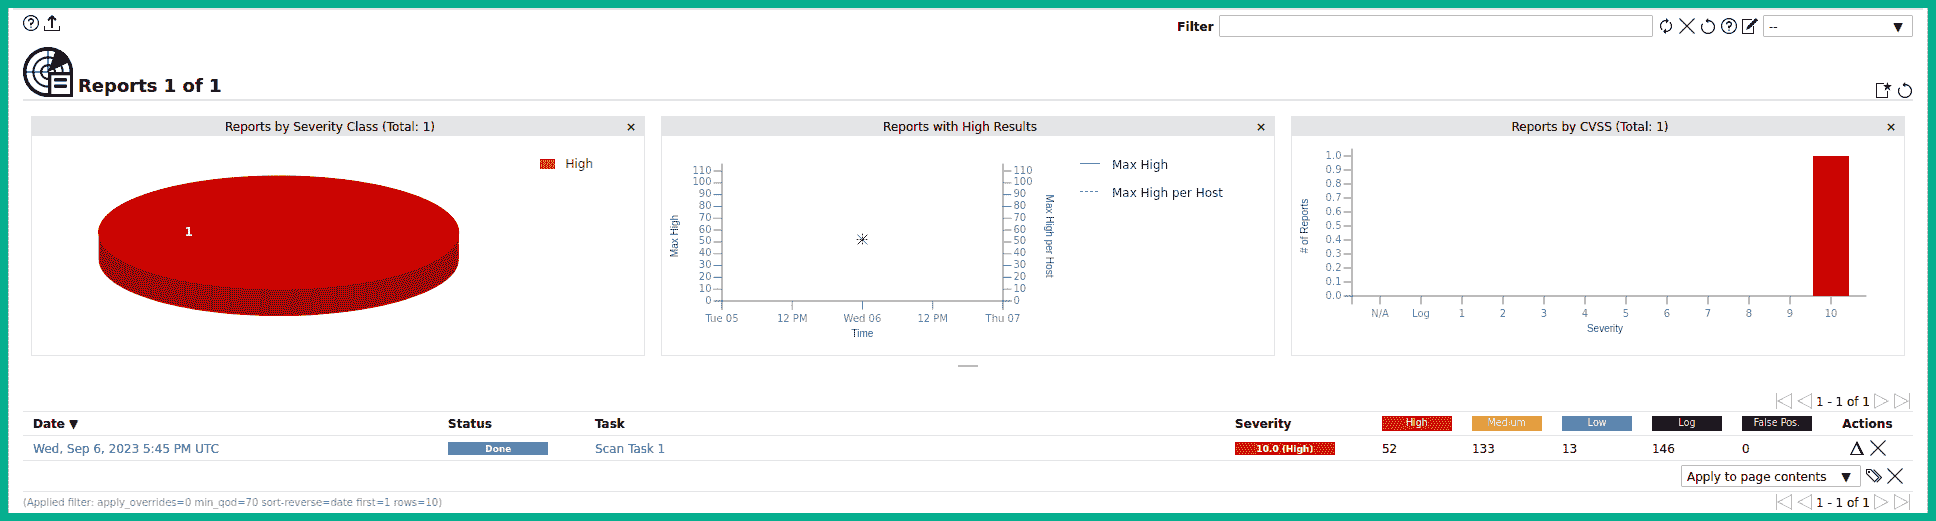 Filter
--
Reports 1 of 1
Reports by Severity Class (Total: 1)
High
1
Reports with High Results
110
100
90
80
70
60
50
40
30
20
10
0
Max High
Tue 05 12 PM Wed 06 12 PM Thu 07
Time
110
100
90
80
70
60
50
40
30
20
10
0
Max High per Host
Max High
Max High per Host
Reports by CVSS (Total: 1)
1.0
0.9
0.8
0.7
0.6
0.5
0.4
0.3
0.2
0.1
0.0
# of Reports
N/A Log 1 2 3 4 5 6 7 8 9 10
Severity
1 - 1 of 1
Date ▼ Status Task Severity High Medium Low Log False Pos. Actions
Wed, Sep 6, 2023 5:45 PM UTC Done Scan Task 1 10.0 (High) 52 133 13 146 0
Apply to page contents ▼
(Applied filter: apply_overrides=0 min_qod=70 sort-reverse=date first=1 rows=10)
1 - 1 of 1